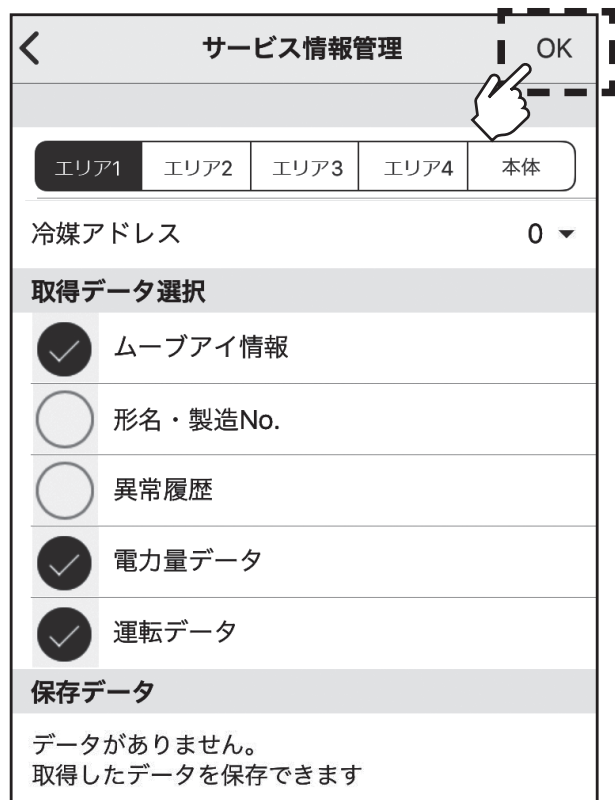 サービス情報管理 OK
エリア1 エリア2 エリア3 エリア4 本体
冷媒アドレス 0
取得データ選択
ムーブアイ情報
形名・製造No.
異常履歴
電力量データ
運転データ
保存データ
データがありません。
取得したデータを保存できます